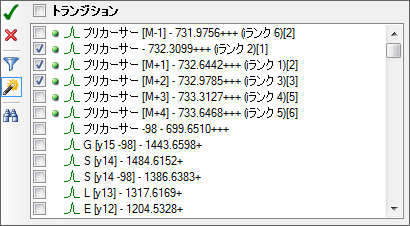 トランジション
プリカーサー [M-1] - 731.9756+++ (iランク 6)[2]
プリカーサー - 732.3099+++ (iランク 2)[1]
プリカーサー [M+1] - 732.6442+++ (iランク 1)[2]
プリカーサー [M+2] - 732.9785+++ (iランク 3)[3]
プリカーサー [M+3] - 733.3127+++ (iランク 4)[5]
プリカーサー [M+4] - 733.6468+++ (iランク 5)[6]
プリカーサー -98 - 699.6510+++
G [y15 -98] - 1443.6598+
S [y14] - 1484.6152+
S [y14 -98] - 1386.6383+
L [y13] - 1317.6169+
E [y12] - 1204.5328+